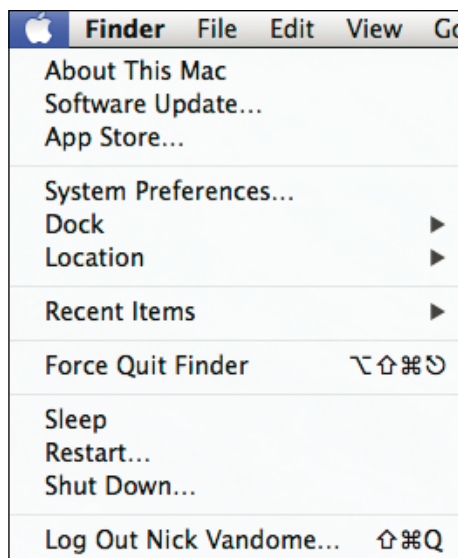 Finder File Edit View Go
About This Mac
Software Update...
App Store...
System Preferences...
Dock ▶
Location ▶
Recent Items ▶
Force Quit Finder ⌥⇧⌘⎋
Sleep
Restart...
Shut Down...
Log Out Nick Vandome... ⇧⌘Q